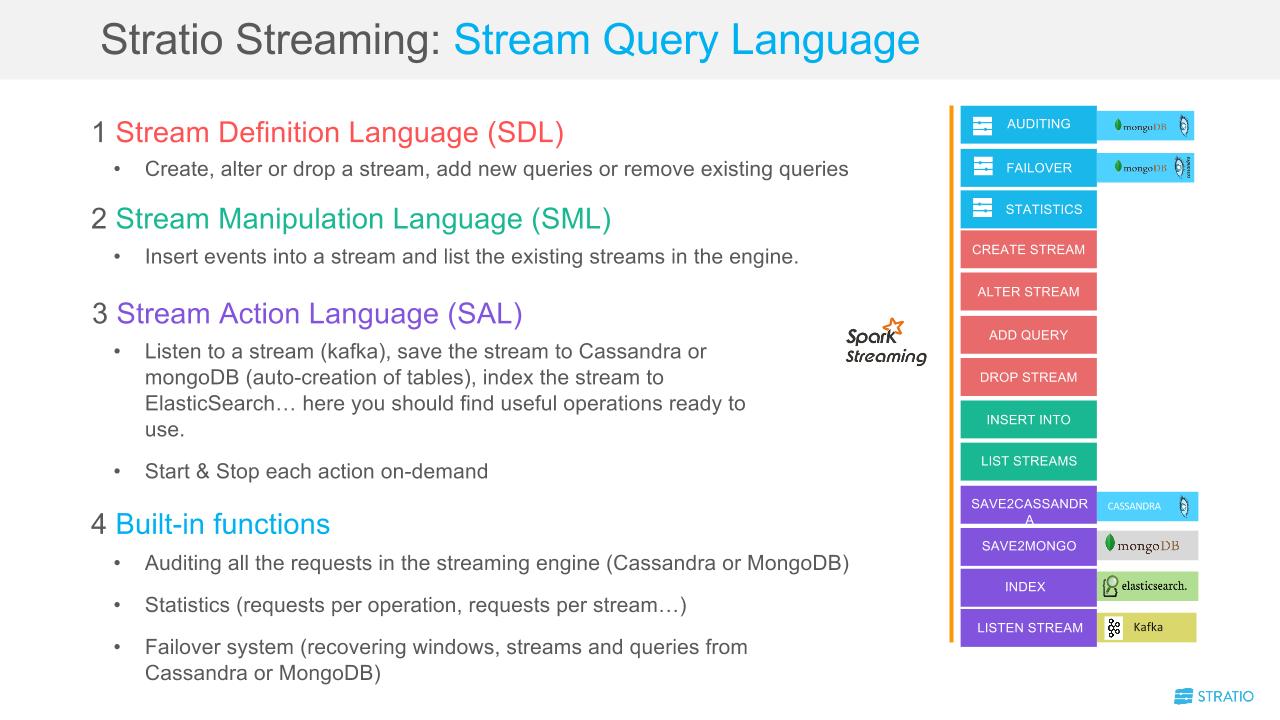 Stratio Streaming: Stream Query Language
1 Stream Definition Language (SDL)
• Create, alter or drop a stream, add new queries or remove existing queries
2 Stream Manipulation Language (SML)
• Insert events into a stream and list the existing streams in the engine.
3 Stream Action Language (SAL)
• Listen to a stream (kafka), save the stream to Cassandra or
mongoDB (auto-creation of tables), index the stream to
ElasticSearch… here you should find useful operations ready to
use.
• Start & Stop each action on-demand
4 Built-in functions
• Auditing all the requests in the streaming engine (Cassandra or MongoDB)
• Statistics (requests per operation, requests per stream…)
• Failover system (recovering windows, streams and queries from
Cassandra or MongoDB)
Spark
Streaming
AUDITING mongoDB
FAILOVER mongoDB
STATISTICS
CREATE STREAM
ALTER STREAM
ADD QUERY
DROP STREAM
INSERT INTO
LIST STREAMS
SAVE2CASSANDR
A
CASSANDRA
SAVE2MONGO mongoDB
INDEX elasticsearch.
LISTEN STREAM Kafka
STRATIO